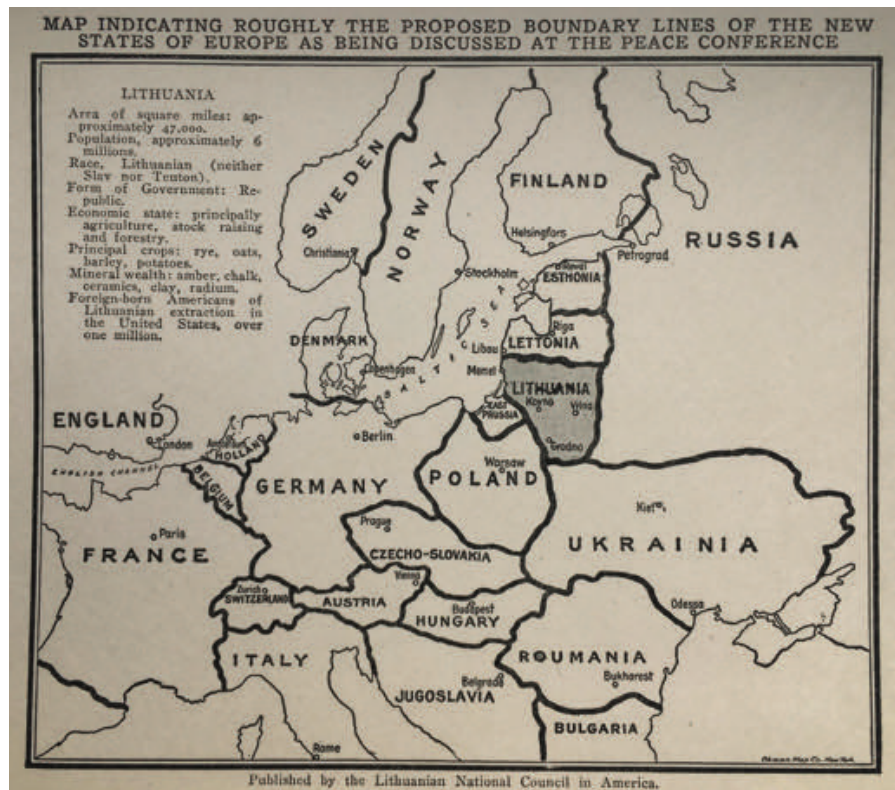 MAP INDICATING ROUGHLY THE PROPOSED BOUNDARY LINES OF THE NEW
STATES OF EUROPE AS BEING DISCUSSED AT THE PEACE CONFERENCE
LITHUANIA
Area of square miles: ap-
proximately 47,000.
Population, approximately 6
millions.
Race, Lithuanian (neither
Slav nor Teuton).
Form of Government: Re-
public.
Economic state: principally
agriculture, stock raising
and forestry.
Principal crops: rye, oats,
barley, potatoes.
Mineral wealth: amber, chalk,
ceramics, clay, radium.
Foreign-born Americans of
Lithuanian extraction in
the United States, over
one million.
SWEDEN
NORWAY
FINLAND
RUSSIA
Helsingfors
Petrograd
Christiania
Stockholm
ESTHONIA
BALTIC SEA
Riga
LETTONIA
Libau
DENMARK
Copenhagen
Memel
LITHUANIA
Kovno
Vilna
EAST
PRUSSIA
Grodno
ENGLAND
London
Amsterdam
HOLLAND
Berlin
ENGLISH CHANNEL
BELGIUM
GERMANY
Warsaw
POLAND
Kief
UKRAINIA
Paris
FRANCE
Prague
CZECHO-SLOVAKIA
Vienna
Zurich
SWITZERLAND
AUSTRIA
Budapest
HUNGARY
Odessa
ITALY
ROUMANIA
Belgrade
Bukharest
JUGOSLAVIA
BULGARIA
Rome
Published by the Lithuanian National Council in America.